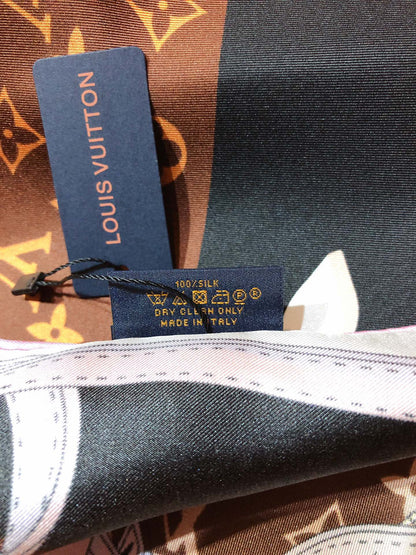 LOUIS VUITTON
100% SILK
P ®
DRY CLEAN ONLY
MADE IN ITALY